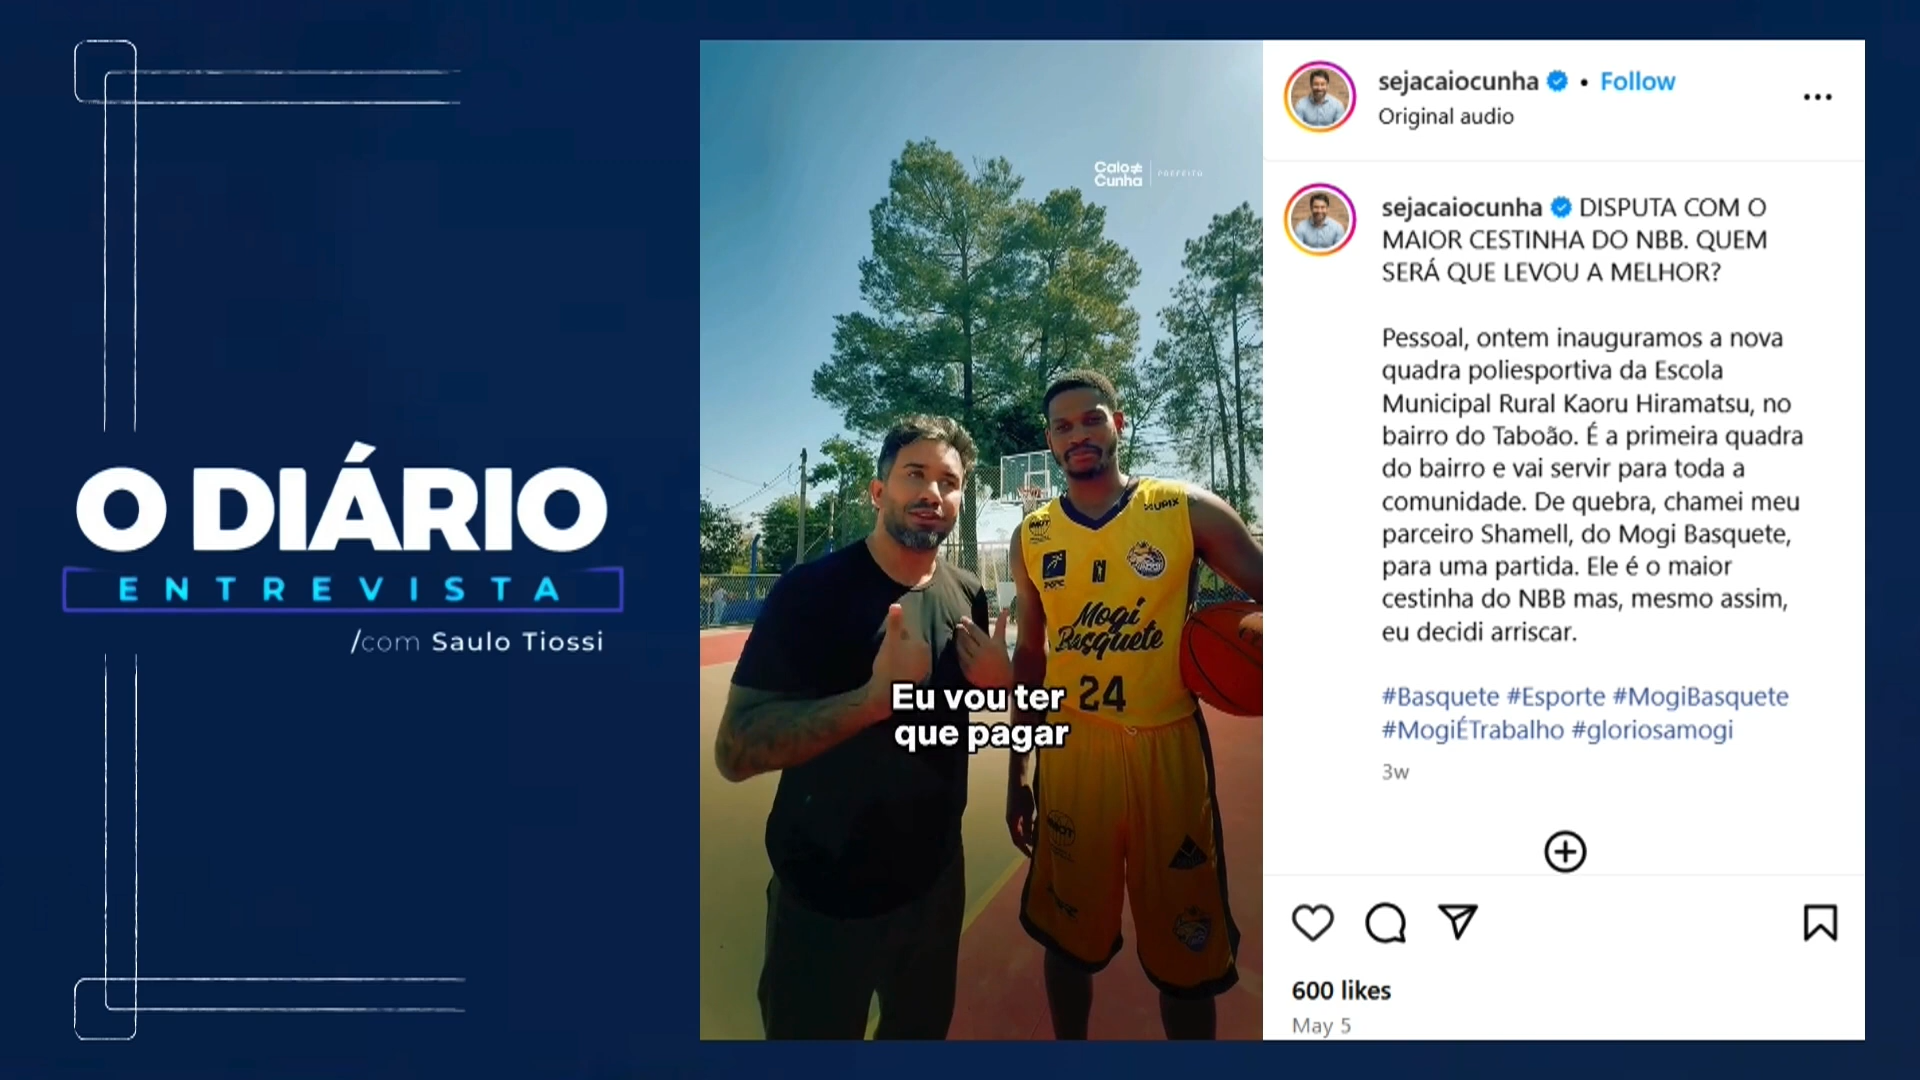 O DIÁRIO
ENTREVISTA
/com Saulo Tiossi
Caio
Cunha
PREFEITO
UPIX
Mogi
Basquete
24
Eu vou ter
que pagar
sejacaiocunha • Follow
Original audio
sejacaiocunha DISPUTA COM O
MAIOR CESTINHA DO NBB. QUEM
SERÁ QUE LEVOU A MELHOR?
Pessoal, ontem inauguramos a nova
quadra poliesportiva da Escola
Municipal Rural Kaoru Hiramatsu, no
bairro do Taboão. É a primeira quadra
do bairro e vai servir para toda a
comunidade. De quebra, chamei meu
parceiro Shamell, do Mogi Basquete,
para uma partida. Ele é o maior
cestinha do NBB mas, mesmo assim,
eu decidi arriscar.
#Basquete #Esporte #MogiBasquete
#MogiÉTrabalho #gloriosamogi
3w
600 likes
May 5